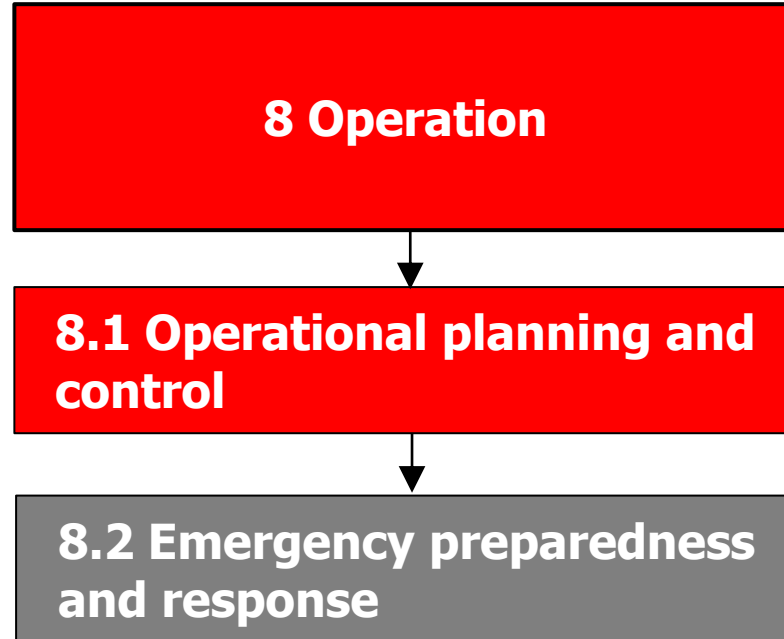 8 Operation
8.1 Operational planning and
control
8.2 Emergency preparedness
and response